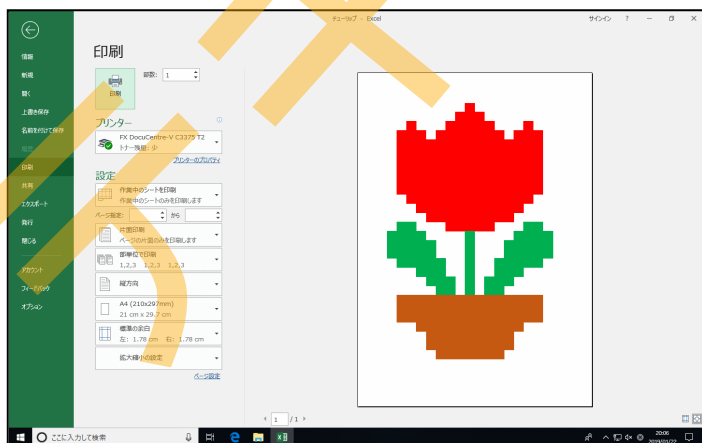 チューリップ - Excel
サインイン ? － ロ ×
情報
新規
開く
上書き保存
名前を付けて保存
印刷
共有
エクスポート
発行
閉じる
アカウント
フィードバック
オプション
印刷
部数: 1
印刷
プリンター
FX DocuCentre-V C3375 T2
トナー残量: 少
プリンターのプロパティ
設定
作業中のシートを印刷
作業中のシートのみを印刷します
ページ指定: から
片面印刷
ページの片面のみを印刷します
部単位で印刷
1,2,3 1,2,3 1,2,3
縦方向
A4 (210x297mm)
21 cm x 29.7 cm
標準の余白
左: 1.78 cm 右: 1.78 cm
拡大縮小の設定
ページ設定
1 /1
ここに入力して検索
20:06
2019/01/22